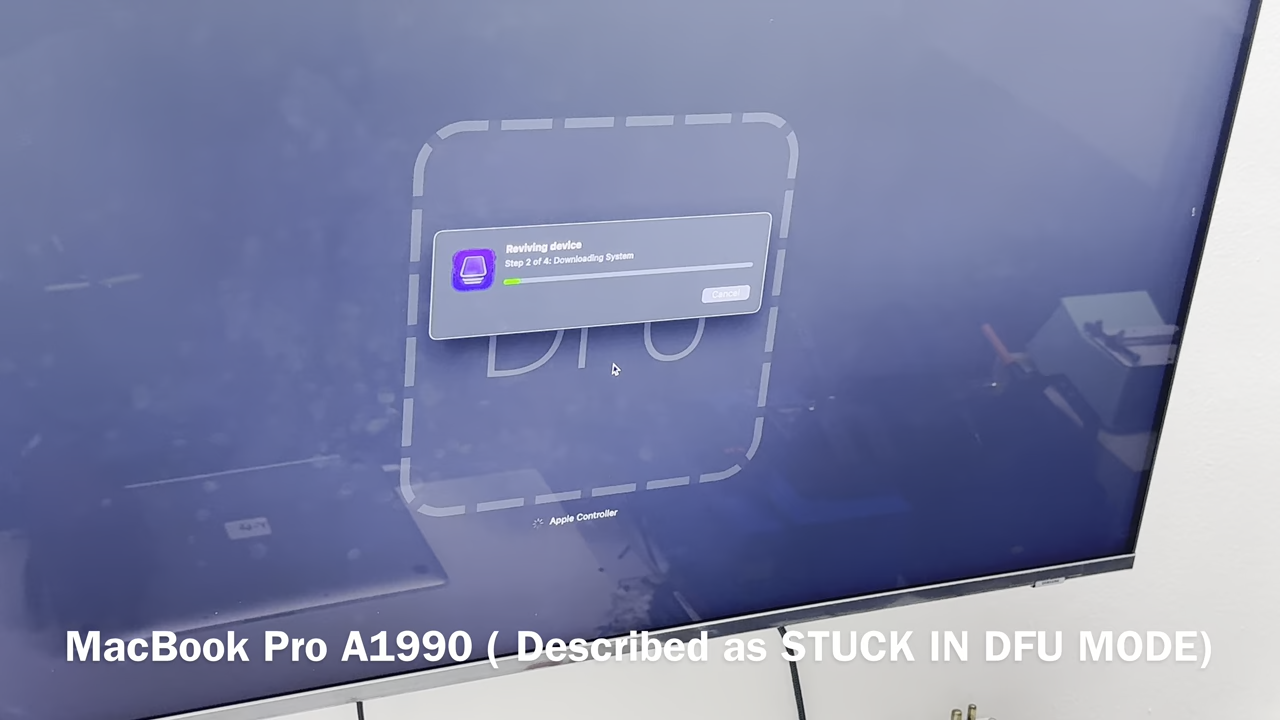 Reviving device
Step 2 of 4: Downloading System
Cancel
DFU
Apple Controller
MacBook Pro A1990 ( Described as STUCK IN DFU MODE)